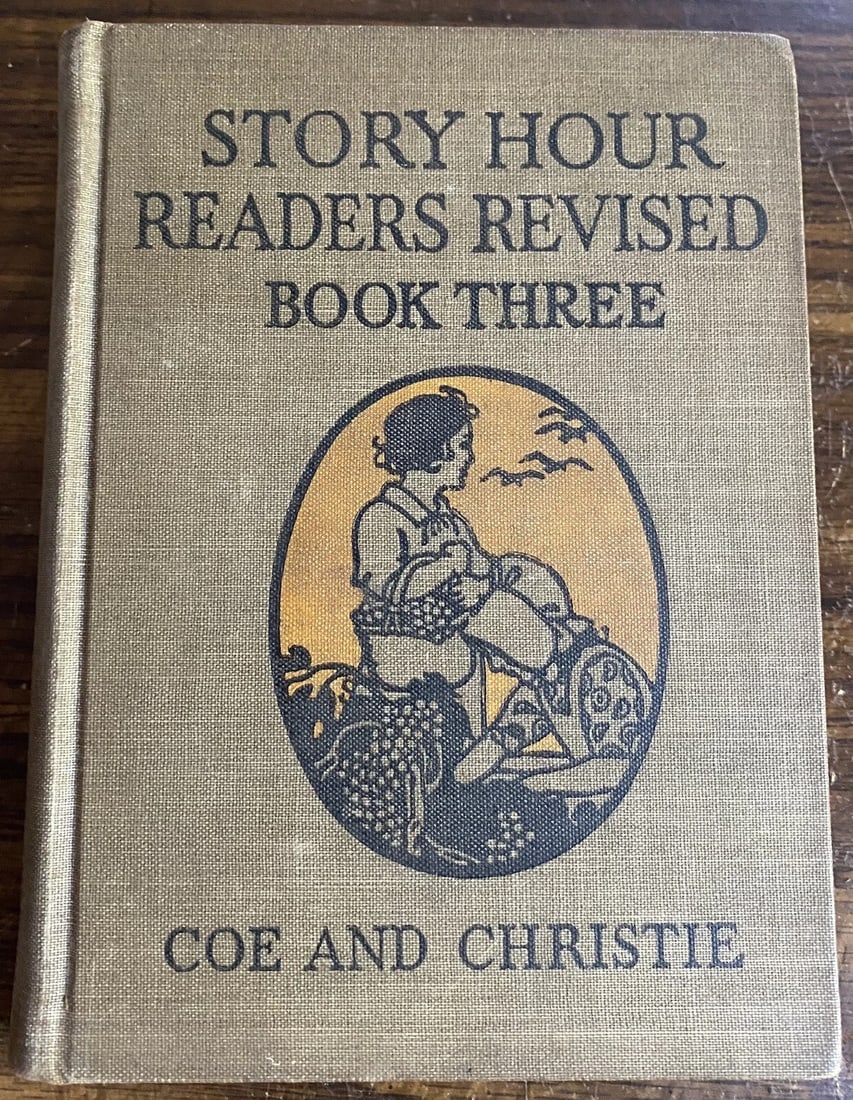 STORY HOUR
READERS REVISED
BOOK THREE
COE AND CHRISTIE